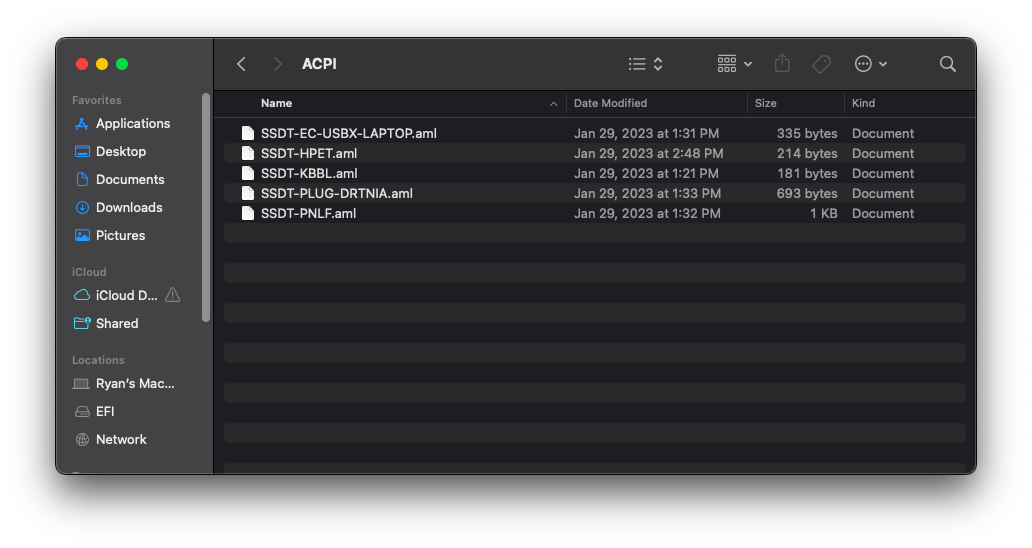 ACPI
Favorites
Applications
Desktop
Documents
Downloads
Pictures
iCloud
iCloud D...
Shared
Locations
Ryan's Mac...
EFI
Network
Name Date Modified Size Kind
SSDT-EC-USBX-LAPTOP.aml Jan 29, 2023 at 1:31 PM 335 bytes Document
SSDT-HPET.aml Jan 29, 2023 at 2:48 PM 214 bytes Document
SSDT-KBBL.aml Jan 29, 2023 at 1:21 PM 181 bytes Document
SSDT-PLUG-DRTNIA.aml Jan 29, 2023 at 1:33 PM 693 bytes Document
SSDT-PNLF.aml Jan 29, 2023 at 1:32 PM 1 KB Document